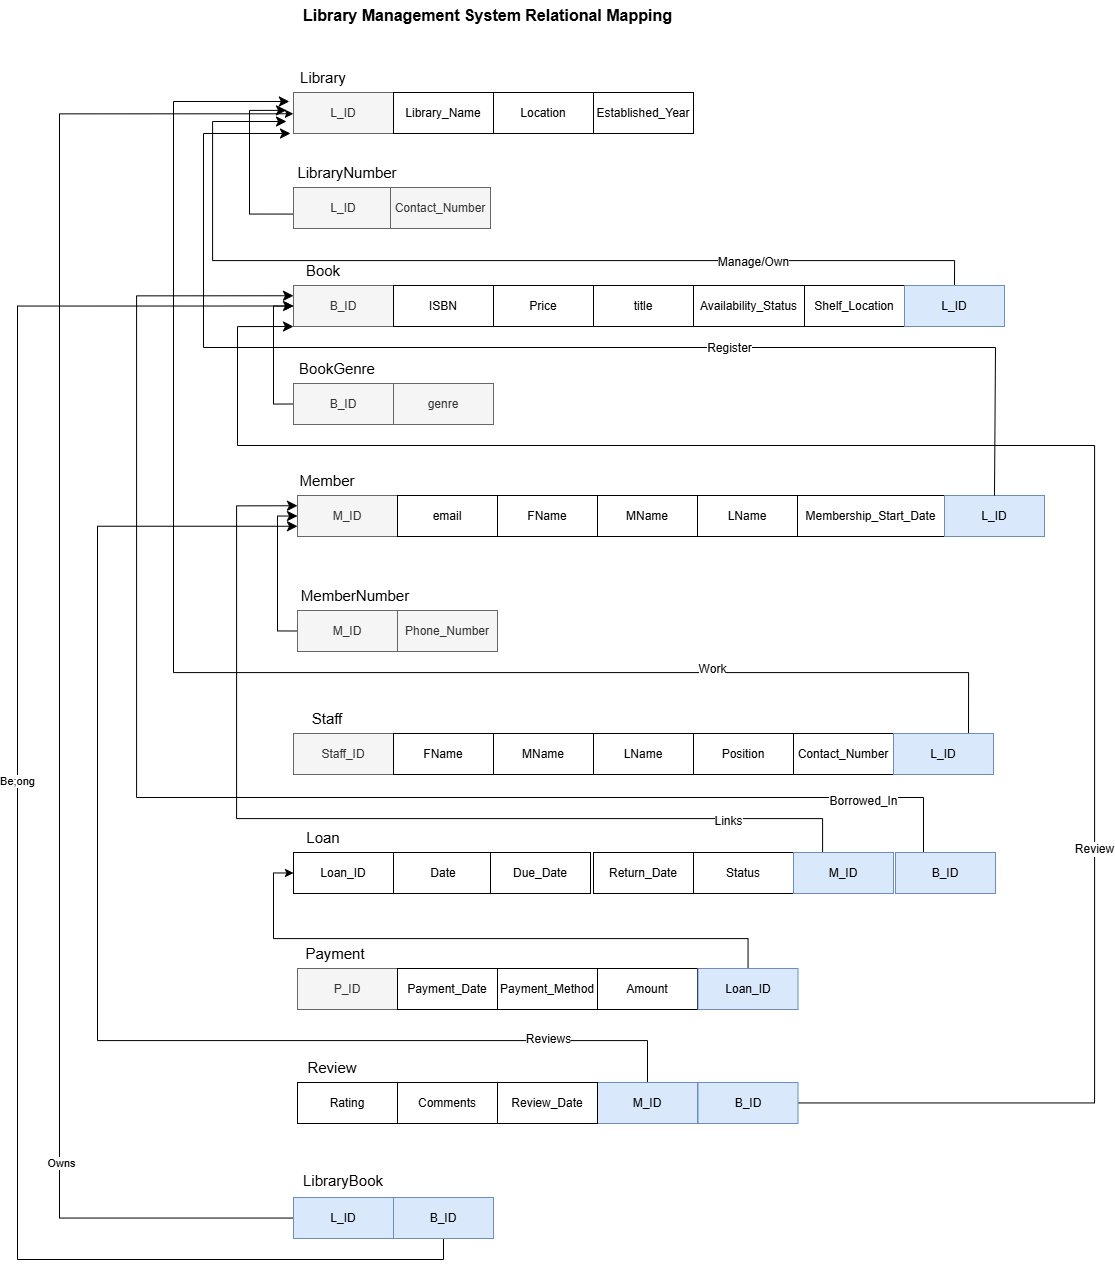 Library Management System Relational Mapping
Library
L_ID Library_Name Location Established_Year
LibraryNumber
L_ID Contact_Number
Manage/Own
Book
B_ID ISBN Price title Availability_Status Shelf_Location L_ID
Register
BookGenre
B_ID genre
Member
M_ID email FName MName LName Membership_Start_Date L_ID
MemberNumber
M_ID Phone_Number
Work
Staff
Staff_ID FName MName LName Position Contact_Number L_ID
Be;ong
Borrowed_In
Links
Loan
Review
Loan_ID Date Due_Date Return_Date Status M_ID B_ID
Payment
P_ID Payment_Date Payment_Method Amount Loan_ID
Reviews
Review
Rating Comments Review_Date M_ID B_ID
Owns
LibraryBook
L_ID B_ID